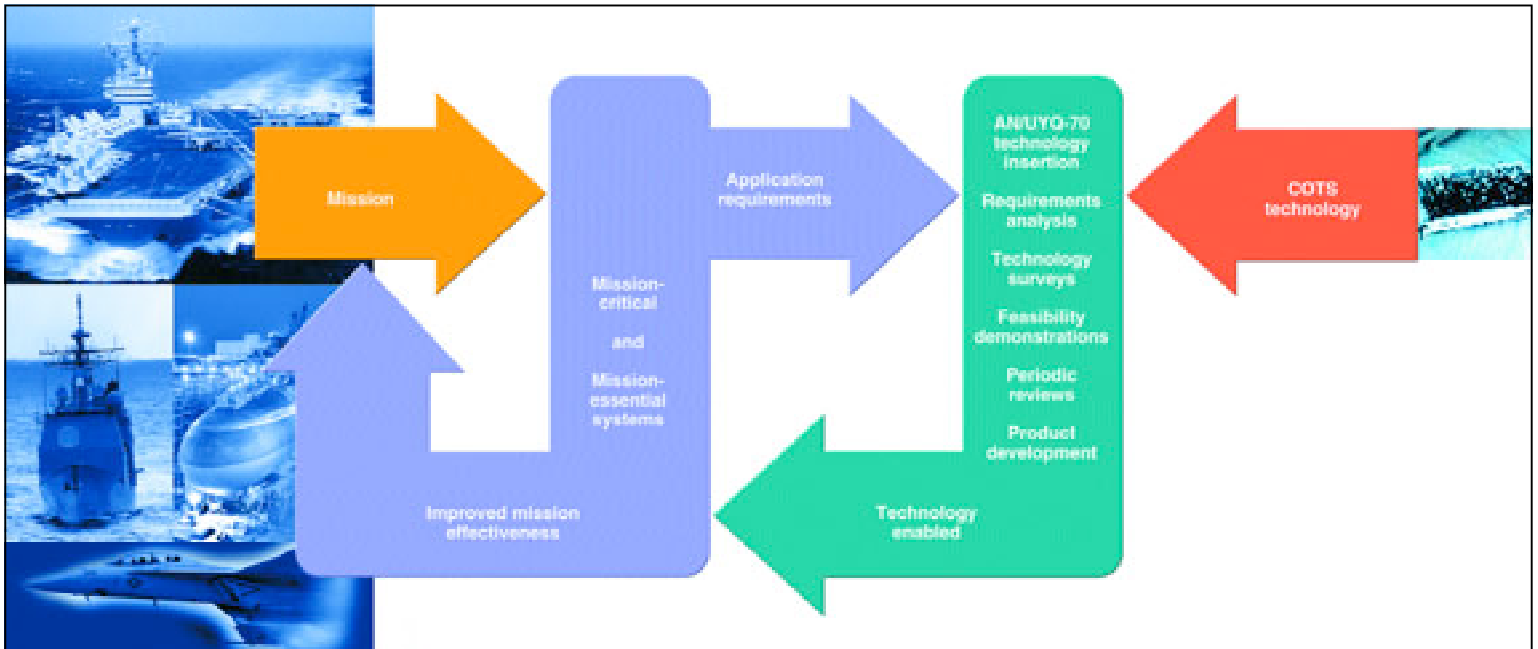 Mission
Mission-
critical
and
Mission-
essential
systems
Application
requirements
AN/UYQ-70
technology
insertion
Requirements
analysis
Technology
surveys
Feasibility
demonstrations
Periodic
reviews
Product
development
COTS
technology
Technology
enabled
Improved mission
effectiveness